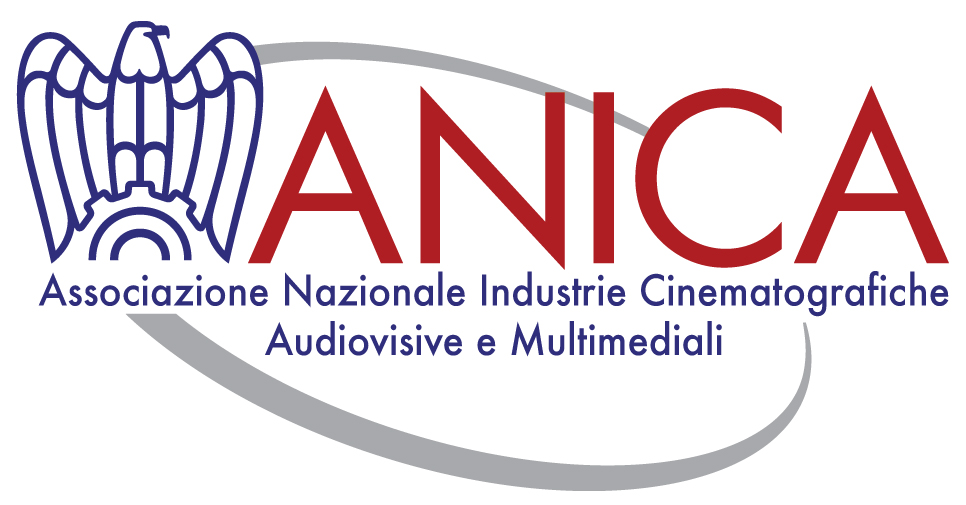 ANICA
Associazione Nazionale Industrie Cinematografiche
Audiovisive e Multimediali